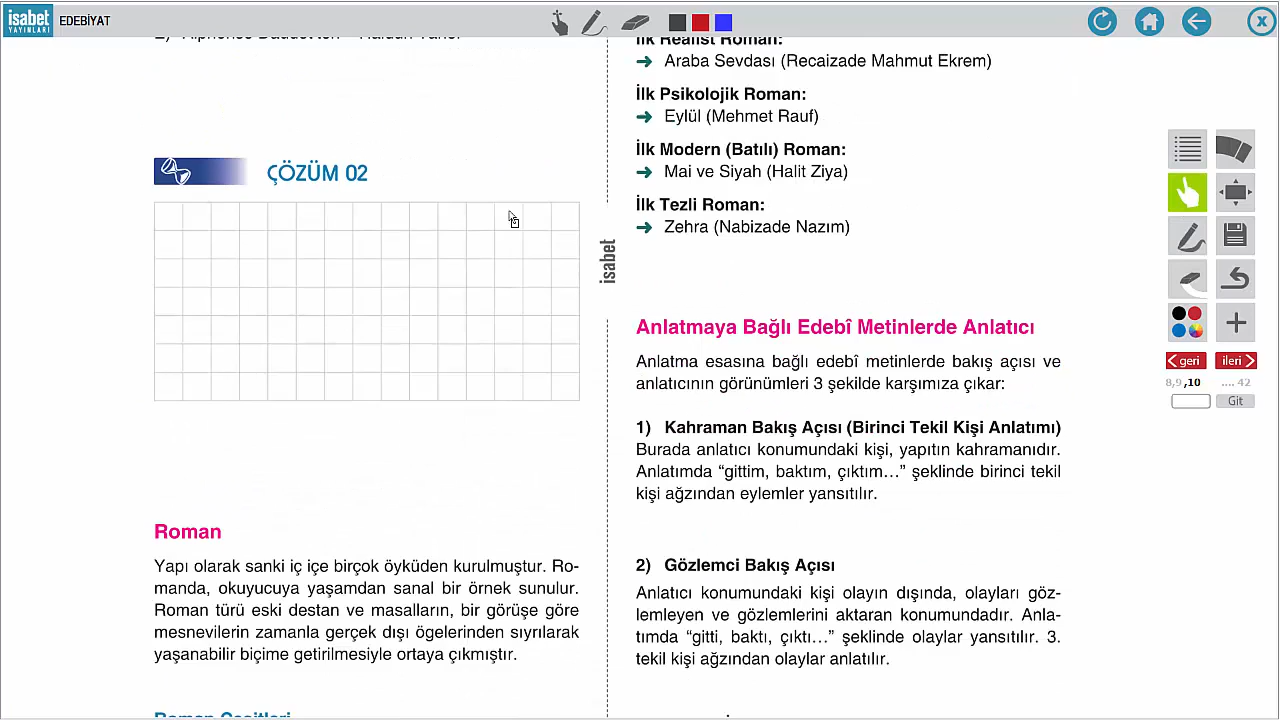 isabet
YAYINLARI
EDEBİYAT
ÇÖZÜM 02
Roman
Yapı olarak sanki iç içe birçok öyküden kurulmuştur. Ro-
manda, okuyucuya yaşamdan sanal bir örnek sunulur.
Roman türü eski destan ve masalların, bir görüşe göre
mesnevilerin zamanla gerçek dışı ögelerinden sıyrılarak
yaşanabilir biçime getirilmesiyle ortaya çıkmıştır.
Roman Çeşitleri
isabet
İlk Realist Roman:
➔ Araba Sevdası (Recaizade Mahmut Ekrem)
İlk Psikolojik Roman:
➔ Eylül (Mehmet Rauf)
İlk Modern (Batılı) Roman:
➔ Mai ve Siyah (Halit Ziya)
İlk Tezli Roman:
➔ Zehra (Nabizade Nazım)
Anlatmaya Bağlı Edebî Metinlerde Anlatıcı
Anlatma esasına bağlı edebî metinlerde bakış açısı ve
anlatıcının görünümleri 3 şekilde karşımıza çıkar:
1) Kahraman Bakış Açısı (Birinci Tekil Kişi Anlatımı)
Burada anlatıcı konumundaki kişi, yapıtın kahramanıdır.
Anlatımda “gittim, baktım, çıktım…” şeklinde birinci tekil
kişi ağzından eylemler yansıtılır.
2) Gözlemci Bakış Açısı
Anlatıcı konumundaki kişi olayın dışında, olayları göz-
lemleyen ve gözlemlerini aktaran konumundadır. Anla-
tımda “gitti, baktı, çıktı…” şeklinde olaylar yansıtılır. 3.
tekil kişi ağzından olaylar anlatılır.
geri ileri
8,9,10 .... 42
Git